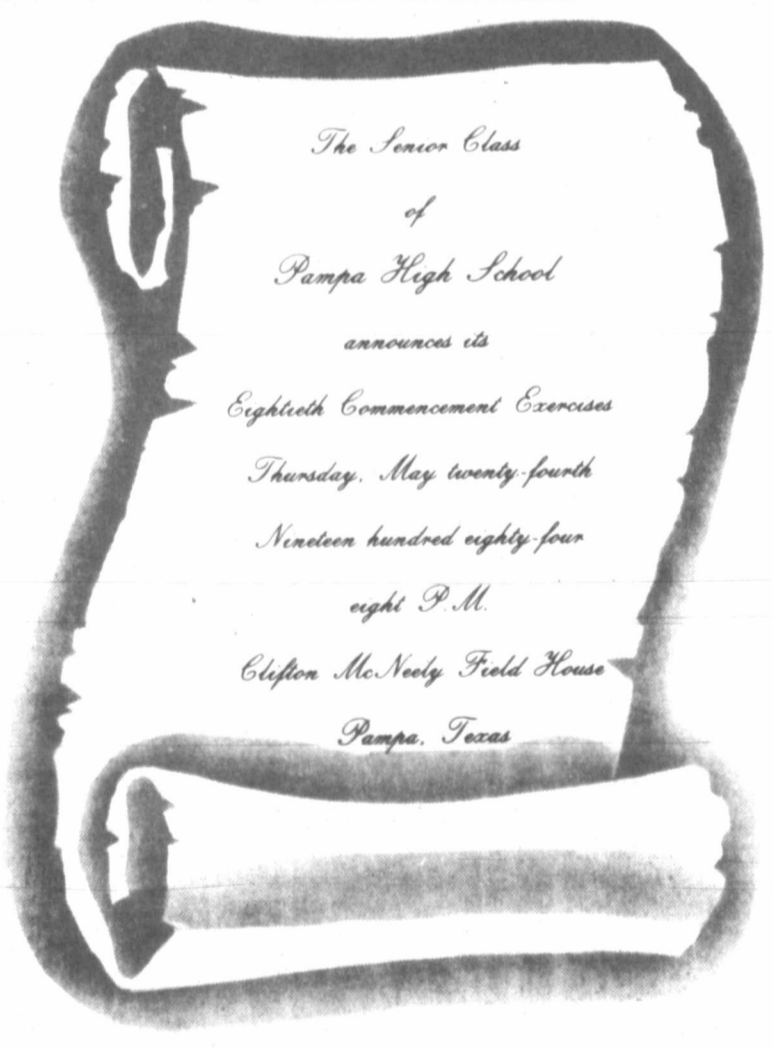 The Senior Class
of
Pampa High School
announces its
Eightieth Commencement Exercises
Thursday, May twenty-fourth
Nineteen hundred eighty-four
eight P.M.
Clifton McNeely Field House
Pampa, Texas